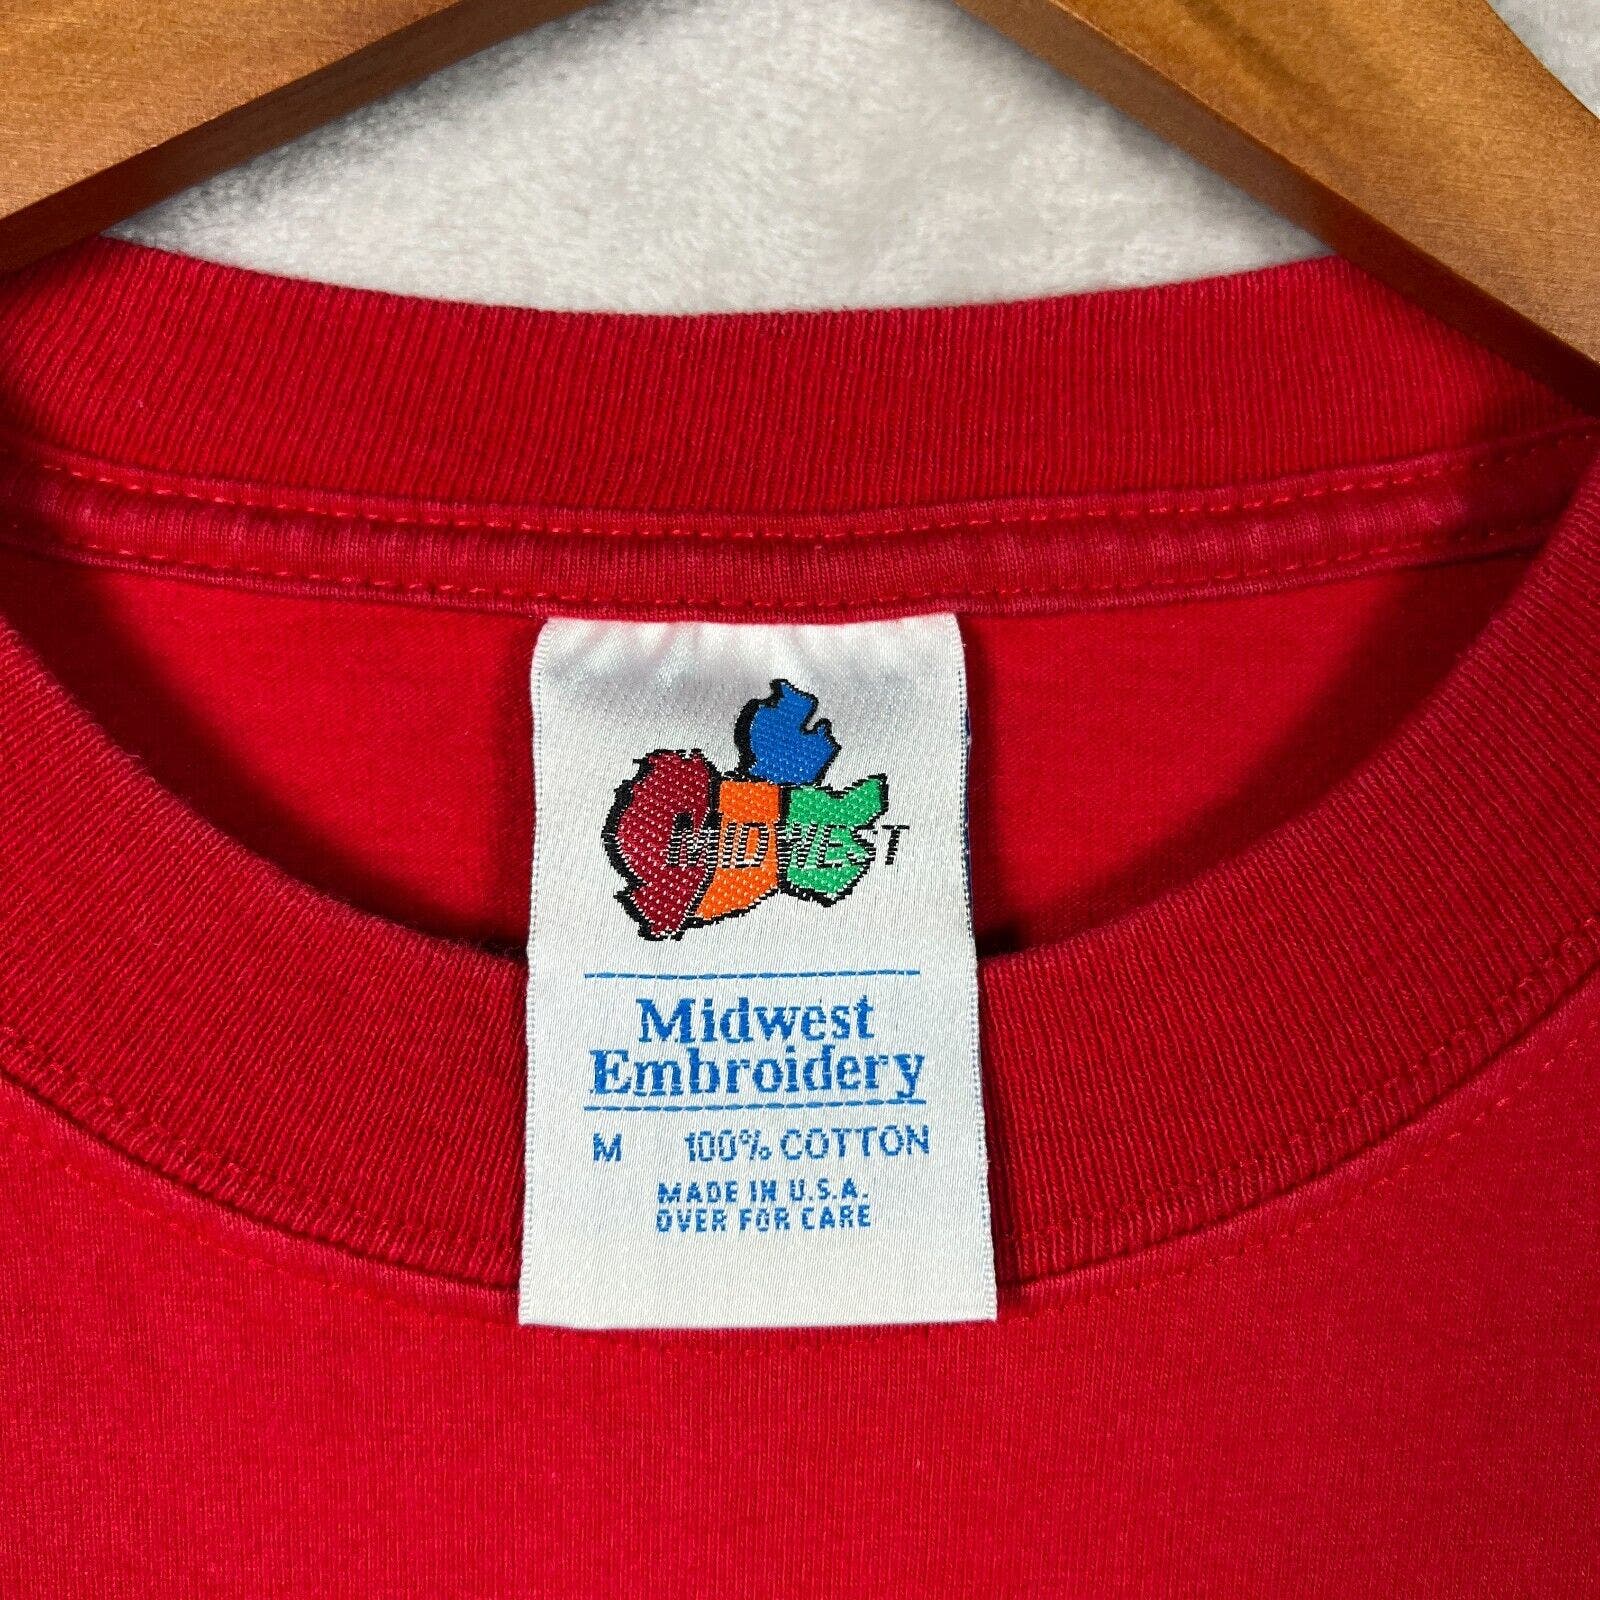 MIDWEST
Midwest
Embroidery
M 100% COTTON
MADE IN U.S.A.
OVER FOR CARE